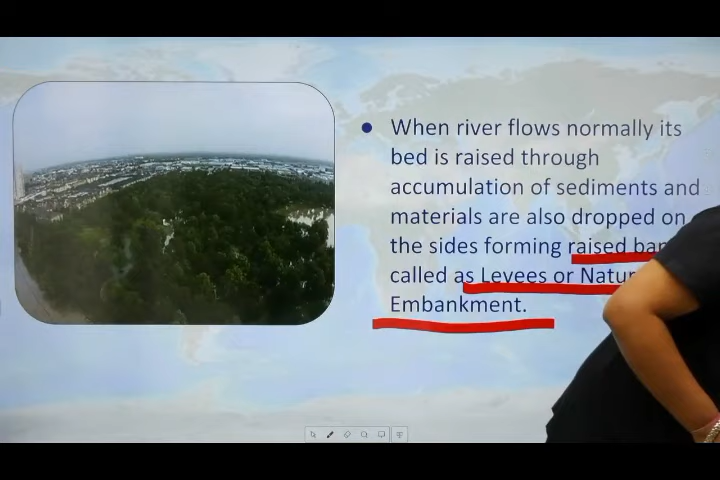 When river flows normally its
bed is raised through
accumulation of sediments and
materials are also dropped on
the sides forming raised
called as Levees or
Embankment.